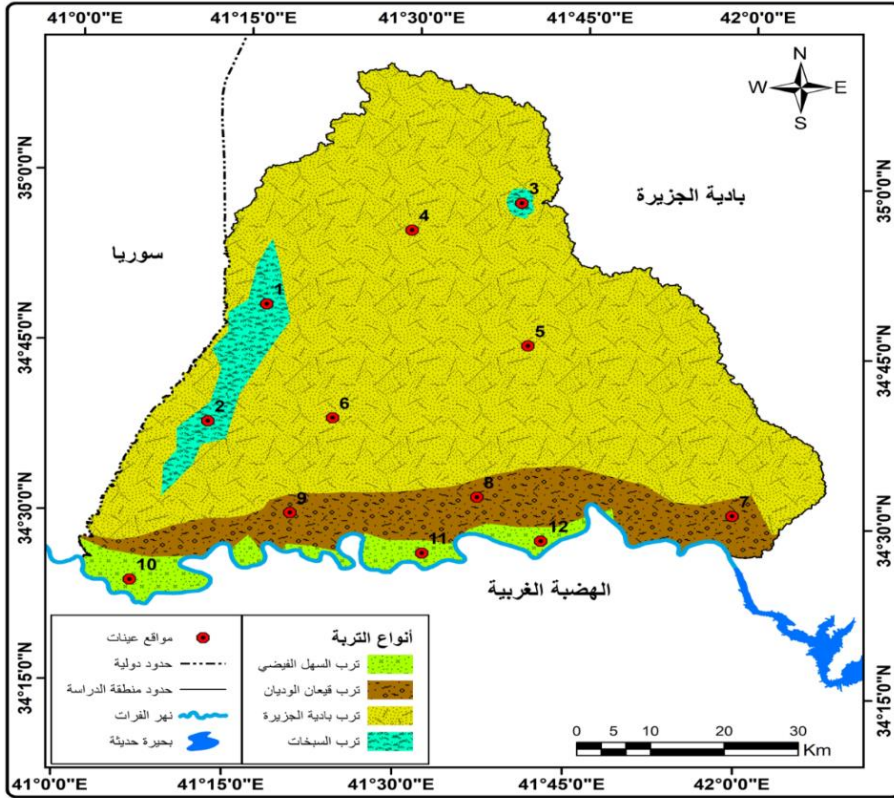 41°0'0"E 41°15'0"E 41°30'0"E 41°45'0"E 42°0'0"E
N
W E
S
35°0'0"N
35°0'0"N
34°45'0"N
34°45'0"N
34°30'0"N
34°30'0"N
34°15'0"N
34°15'0"N
بادية الجزيرة
سوريا
3
4
1
5
2
6
8
9
7
12
11
10
الهضبة الغربية
أنواع التربة
ترب السهل الفيضي
ترب قيعان الوديان
ترب بادية الجزيرة
ترب السبخات
مواقع عينات
حدود دولية
حدود منطقة الدراسة
نهر الفرات
بحيرة حديثة
0 5 10 20 30
Km
41°0'0"E 41°15'0"E 41°30'0"E 41°45'0"E 42°0'0"E